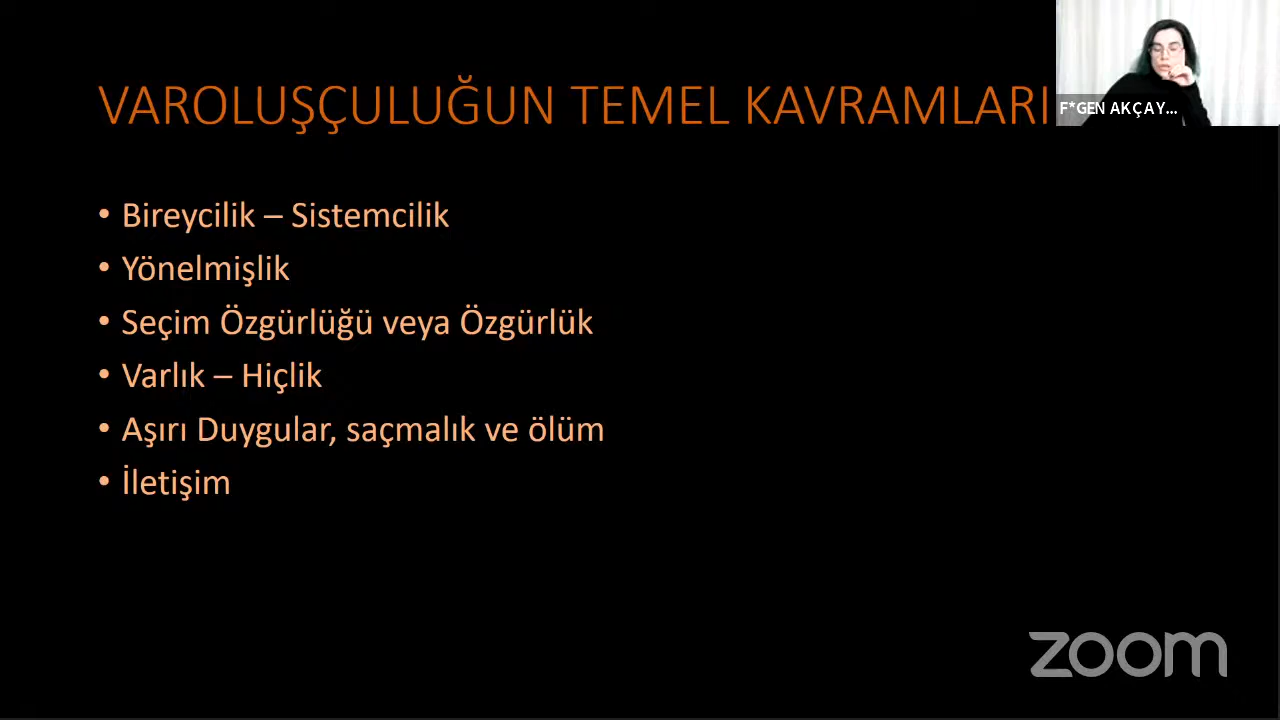 VAROLUŞÇULUĞUN TEMEL KAVRAMLARI
F*GEN AKÇAY...
• Bireycilik – Sistemcilik
• Yönelmişlik
• Seçim Özgürlüğü veya Özgürlük
• Varlık – Hiçlik
• Aşırı Duygular, saçmalık ve ölüm
• İletişim
zoom